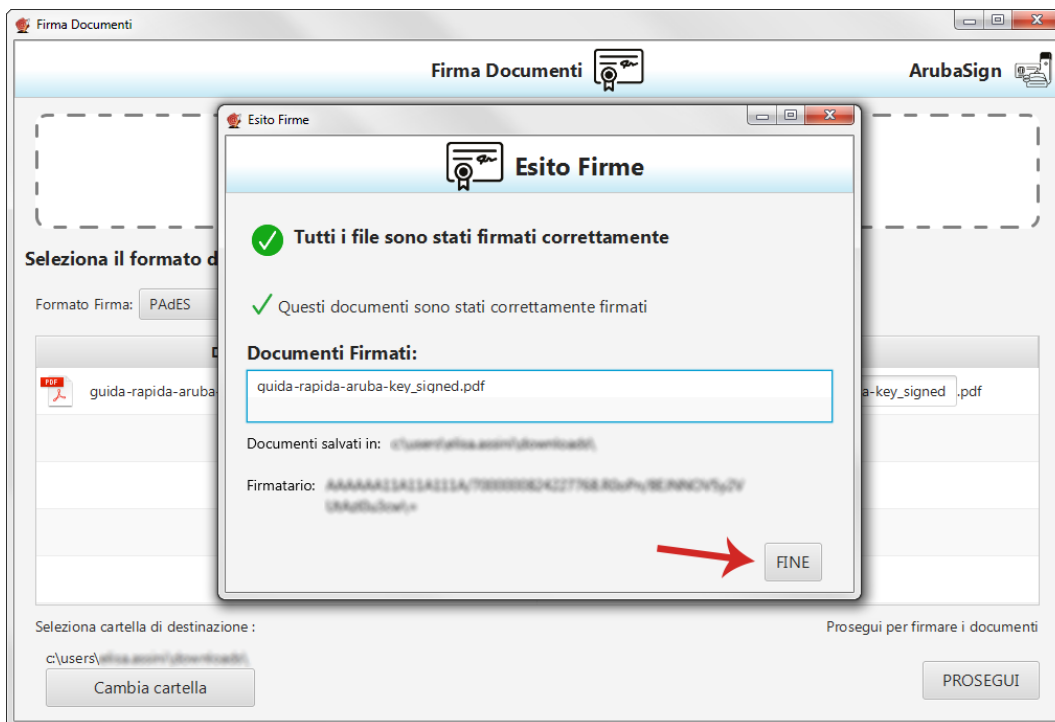 Firma Documenti
Firma Documenti
ArubaSign
Esito Firme
Esito Firme
Tutti i file sono stati firmati correttamente
Seleziona il formato d
Formato Firma: PAdES
Questi documenti sono stati correttamente firmati
Documenti Firmati:
PDF
guida-rapida-aruba-
guida-rapida-aruba-key_signed.pdf
a-key_signed .pdf
Documenti salvati in:
Firmatario:
FINE
Seleziona cartella di destinazione :
Prosegui per firmare i documenti
c:\users\
Cambia cartella
PROSEGUI